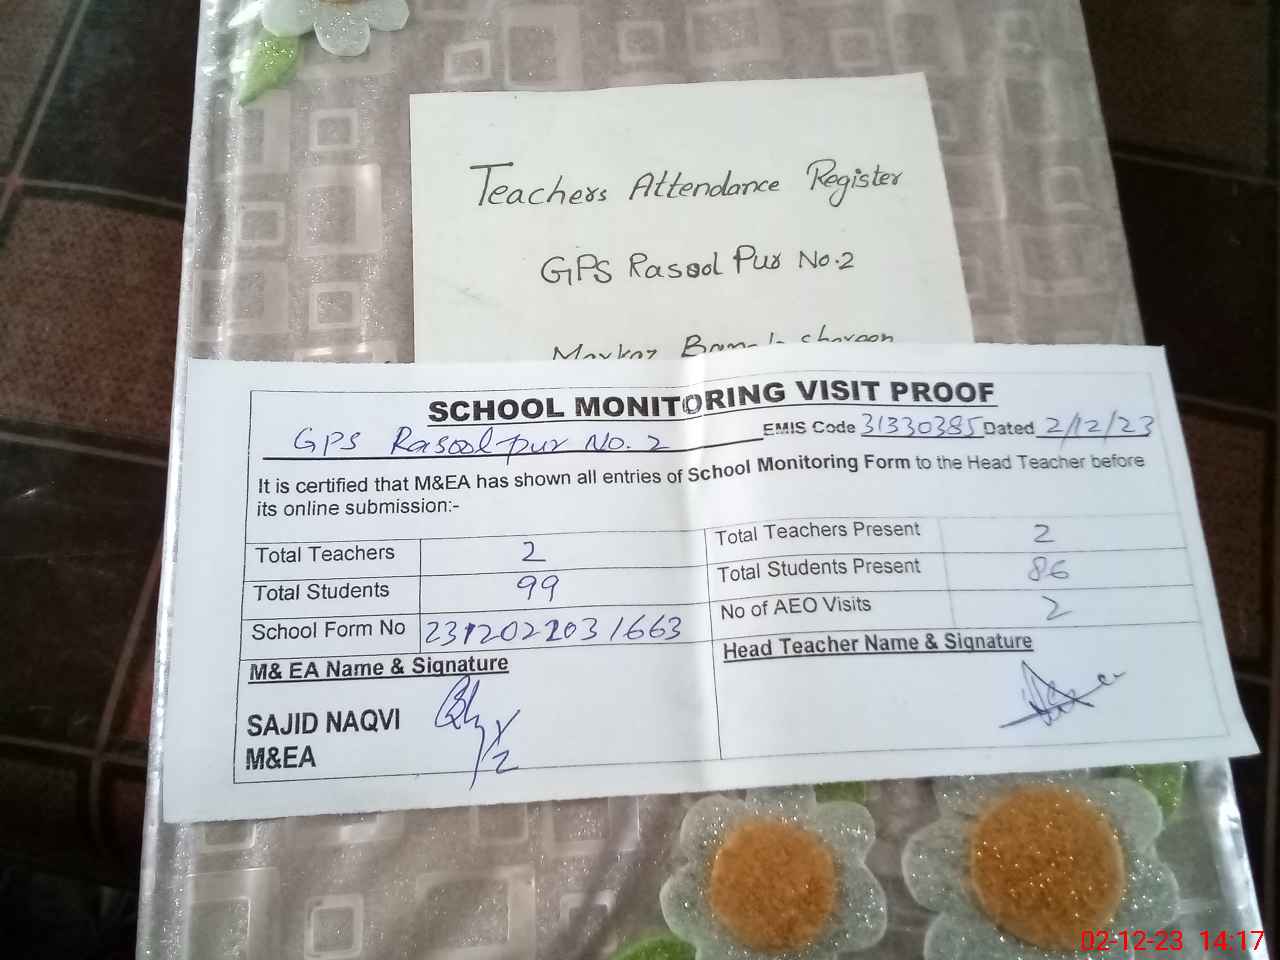 Teachers Attendance Register
GPS Rasool Pur No.2
Markaz
SCHOOL MONITORING VISIT PROOF
GPS Rasool pur No. 2 EMIS Code 31330385 Dated 2/12/23
It is certified that M&EA has shown all entries of School Monitoring Form to the Head Teacher before
its online submission:-
Total Teachers 2 Total Teachers Present 2
Total Students 99 Total Students Present 86
School Form No 2312022031663 No of AEO Visits 2
M& EA Name & Signature Head Teacher Name & Signature
SAJID NAQVI
M&EA
02-12-23 14:17